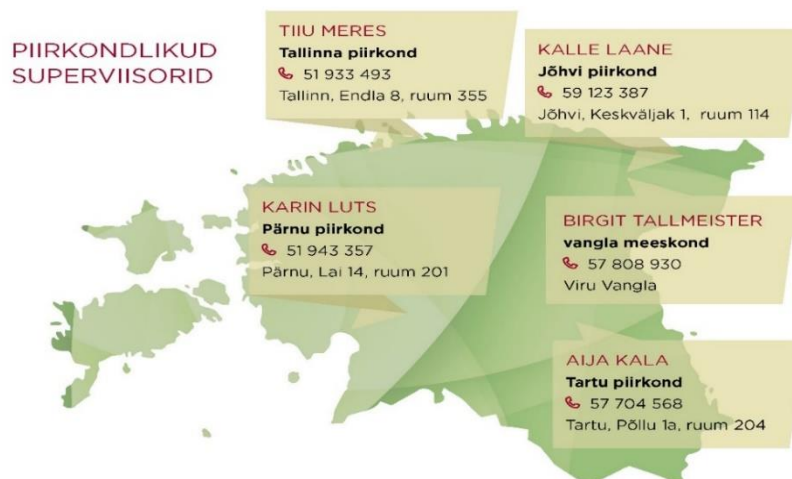 PIIRKONDLIKUD
SUPERVIISORID
TIIU MERES
Tallinna piirkond
51 933 493
Tallinn, Endla 8, ruum 355
KALLE LAANE
Jõhvi piirkond
59 123 387
Jõhvi, Keskväljak 1, ruum 114
KARIN LUTS
Pärnu piirkond
51 943 357
Pärnu, Lai 14, ruum 201
BIRGIT TALLMEISTER
vangla meeskond
57 808 930
Viru Vangla
AIJA KALA
Tartu piirkond
57 704 568
Tartu, Põllu 1a, ruum 204